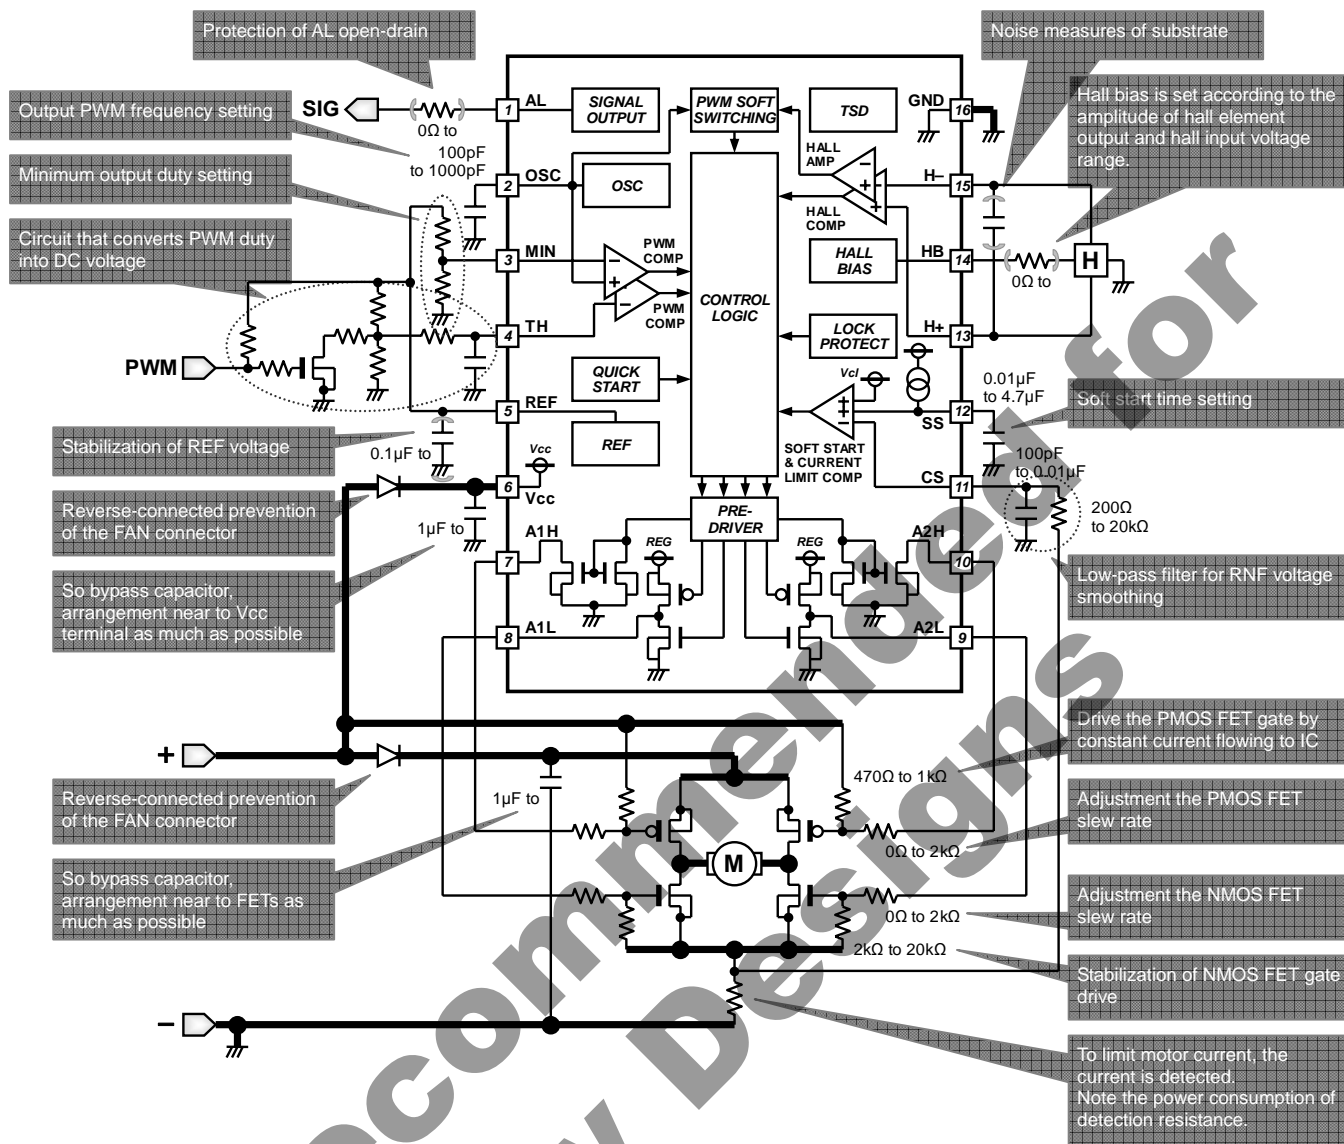 Protection of AL open-drain
Noise measures of substrate
Output PWM frequency setting
SIG
0Ω to
1
AL
SIGNAL
OUTPUT
PWM SOFT
SWITCHING
TSD
GND
16
Hall bias is set according to the
amplitude of hall element
output and hall input voltage
range.
100pF
to 1000pF
Minimum output duty setting
2
OSC
OSC
HALL
AMP
HALL
COMP
H–
15
Circuit that converts PWM duty
into DC voltage
3
MIN
PWM
COMP
PWM
COMP
CONTROL
LOGIC
HALL
BIAS
HB
14
0Ω to
H
4
TH
LOCK
PROTECT
H+
13
PWM
QUICK
START
Vcl
0.01µF
to 4.7µF
Soft start time setting
5
REF
REF
SS
12
Stabilization of REF voltage
0.1µF to
SOFT START
& CURRENT
LIMIT COMP
100pF
to 0.01µF
CS
11
Vcc
6
Vcc
Reverse-connected prevention
of the FAN connector
1µF to
PRE-
DRIVER
200Ω
to 20kΩ
7
A1H
REG
REG
A2H
10
Low-pass filter for RNF voltage
smoothing
So bypass capacitor,
arrangement near to Vcc
terminal as much as possible
8
A1L
A2L
9
Drive the PMOS FET gate by
constant current flowing to IC
+
470Ω to 1kΩ
Reverse-connected prevention
of the FAN connector
1µF to
Adjustment the PMOS FET
slew rate
0Ω to 2kΩ
M
So bypass capacitor,
arrangement near to FETs as
much as possible
Adjustment the NMOS FET
slew rate
0Ω to 2kΩ
2kΩ to 20kΩ
Stabilization of NMOS FET gate
drive
–
To limit motor current, the
current is detected.
Note the power consumption of
detection resistance.
commended for
Designs